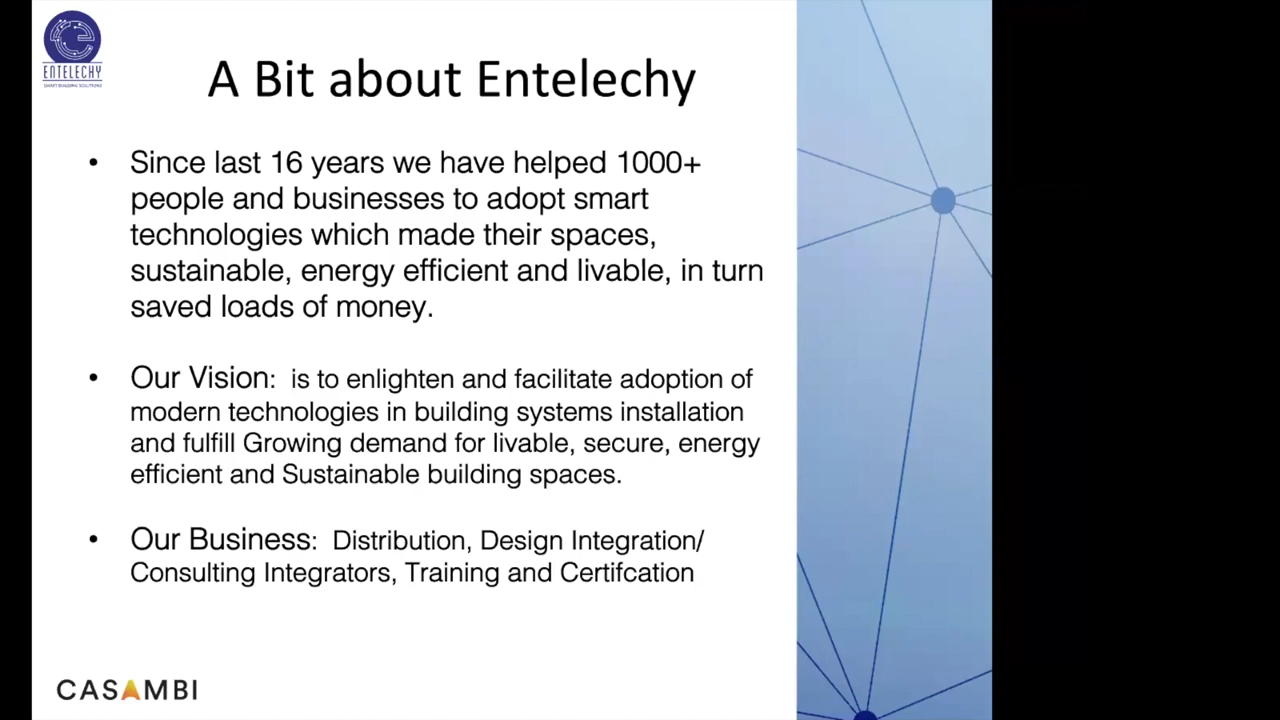 ENTELECHY
SMART BUILDING SOLUTIONS
A Bit about Entelechy
• Since last 16 years we have helped 1000+
people and businesses to adopt smart
technologies which made their spaces,
sustainable, energy efficient and livable, in turn
saved loads of money.
• Our Vision: is to enlighten and facilitate adoption of
modern technologies in building systems installation
and fulfill Growing demand for livable, secure, energy
efficient and Sustainable building spaces.
• Our Business: Distribution, Design Integration/
Consulting Integrators, Training and Certifcation
CASAMBI